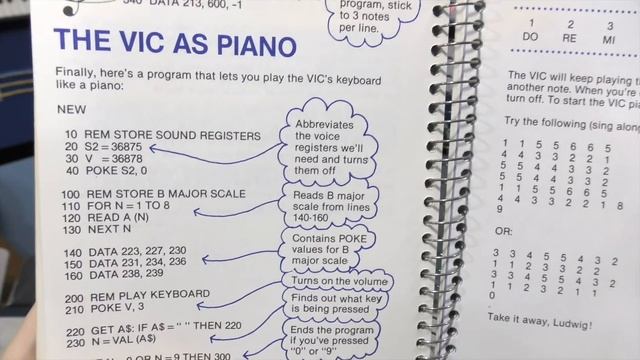 340 DATA 213, 600, -1
program, stick
to 3 notes
per line.
THE VIC AS PIANO
Finally, here's a program that lets you play the VIC's keyboard
like a piano:
NEW
10 REM STORE SOUND REGISTERS
20 S2 = 36875
30 V = 36878
40 POKE S2, 0
Abbreviates
the voice
registers we'll
need and turns
them off
100 REM STORE B MAJOR SCALE
110 FOR N = 1 TO 8
120 READ A (N)
130 NEXT N
Reads B major
scale from lines
140-160
140 DATA 223, 227, 230
150 DATA 231, 234, 236
160 DATA 238, 239
Contains POKE
values for B
major scale
200 REM PLAY KEYBOARD
210 POKE V, 3
Turns on the volume
220 GET A$: IF A$ = " " THEN 220
230 N = VAL (A$)
Finds out what key
is being pressed
N = 0 OR N = 9 THEN 300
Ends the program
if you've pressed
"0" or "9"
1 2 3
DO RE MI
The VIC will keep playing
another note. When you're
turn off. To start the VIC
Try the following (sing along
1 1 5 5 6 6 5
4 4 3 3 2 2 1
5 5 4 4 3 3 2
5 5 4 4 3 3 2
1 1 5 5 6 6 5
4 4 3 3 2 2 1 8
9
OR:
3 3 4 5 5 4 3 2
1 1 2 3 3 2 2
3 3 4 5 5 4 3 2
1 1 2 3 2 1 1
0
Take it away, Ludwig!